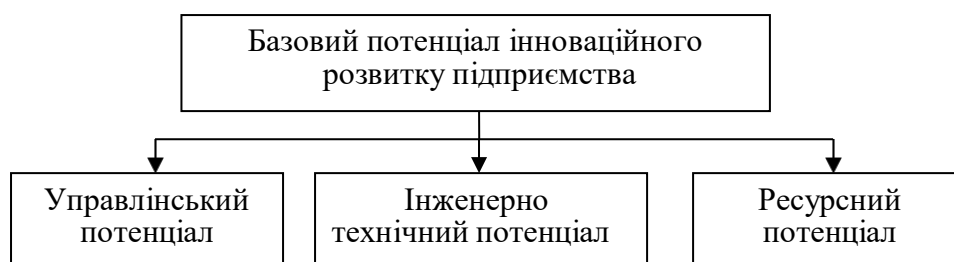 Базовий потенціал інноваційного
розвитку підприємства
Управлінський
потенціал
Інженерно
технічний потенціал
Ресурсний
потенціал